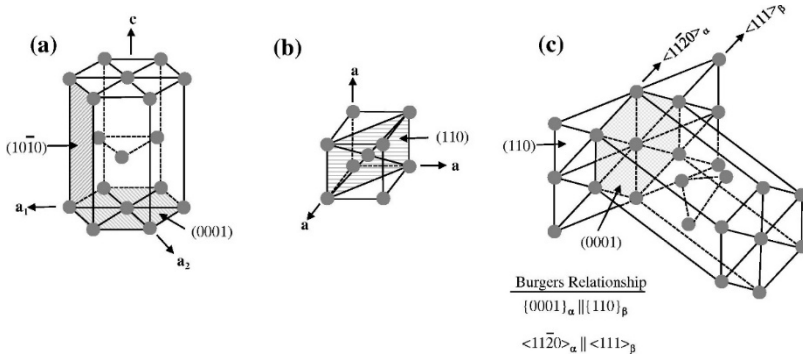 (a)
c
(101̄0)
a₁
a₂
(0001)
(b)
a
(110)
a
a
(c)
<112̄0>α
<111>β
(110)
(0001)
Burgers Relationship
{0001}α||{110}β
<112̄0>α||<111>β